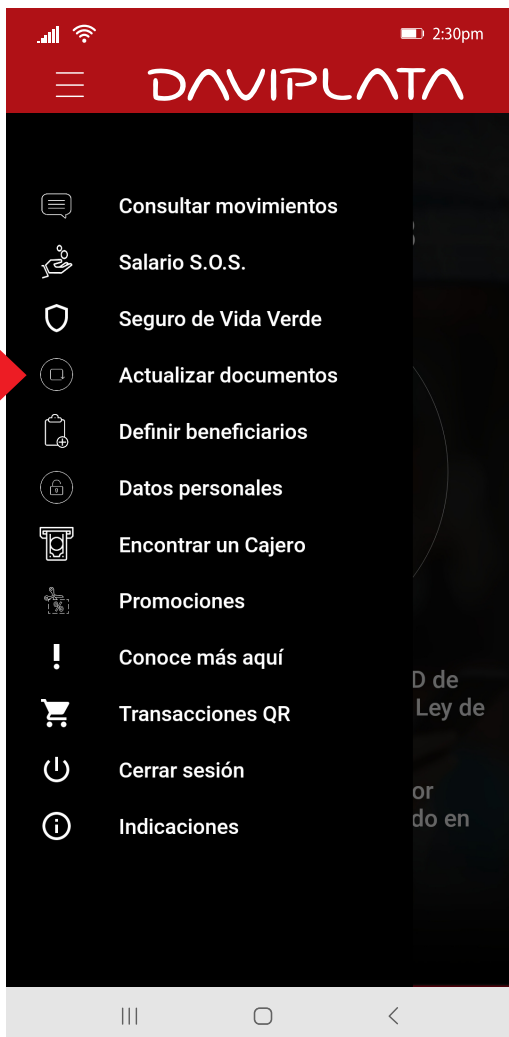 2:30pm
DAVIPLATA
Consultar movimientos
Salario S.O.S.
Seguro de Vida Verde
Actualizar documentos
Definir beneficiarios
Datos personales
Encontrar un Cajero
%
Promociones
Conoce más aquí
D de
Transacciones QR
Ley de
Cerrar sesión
or
do en
Indicaciones